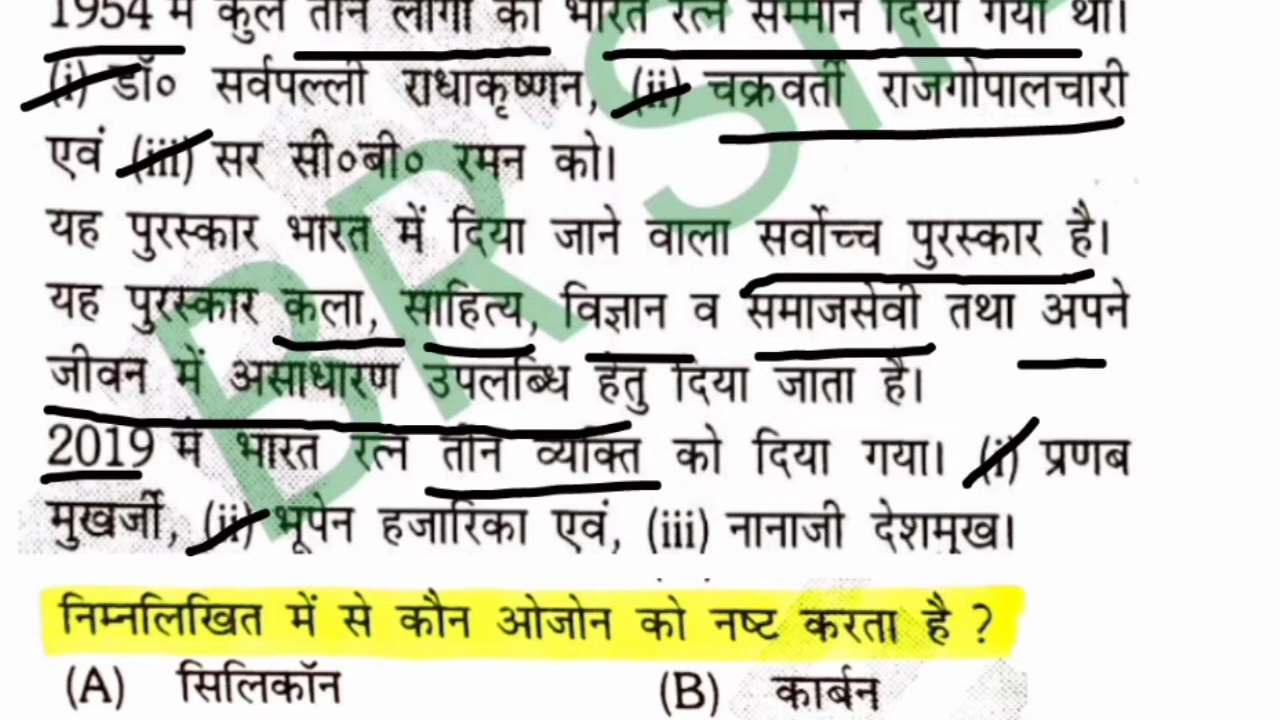 1954 में कुल तीन लोगों को भारत रत्न सम्मान दिया गया था।
(i) डॉ० सर्वपल्ली राधाकृष्णन, (ii) चक्रवर्ती राजगोपालचारी
एवं (iii) सर सी०बी० रमन को।
यह पुरस्कार भारत में दिया जाने वाला सर्वोच्च पुरस्कार है।
यह पुरस्कार कला, साहित्य, विज्ञान व समाजसेवी तथा अपने
जीवन में असाधारण उपलब्धि हेतु दिया जाता है।
2019 में भारत रत्न तीन व्यक्ति को दिया गया। (i) प्रणब
मुखर्जी, (ii) भूपेन हजारिका एवं, (iii) नानाजी देशमुख।
निम्नलिखित में से कौन ओजोन को नष्ट करता है ?
(A) सिलिकॉन (B) कार्बन